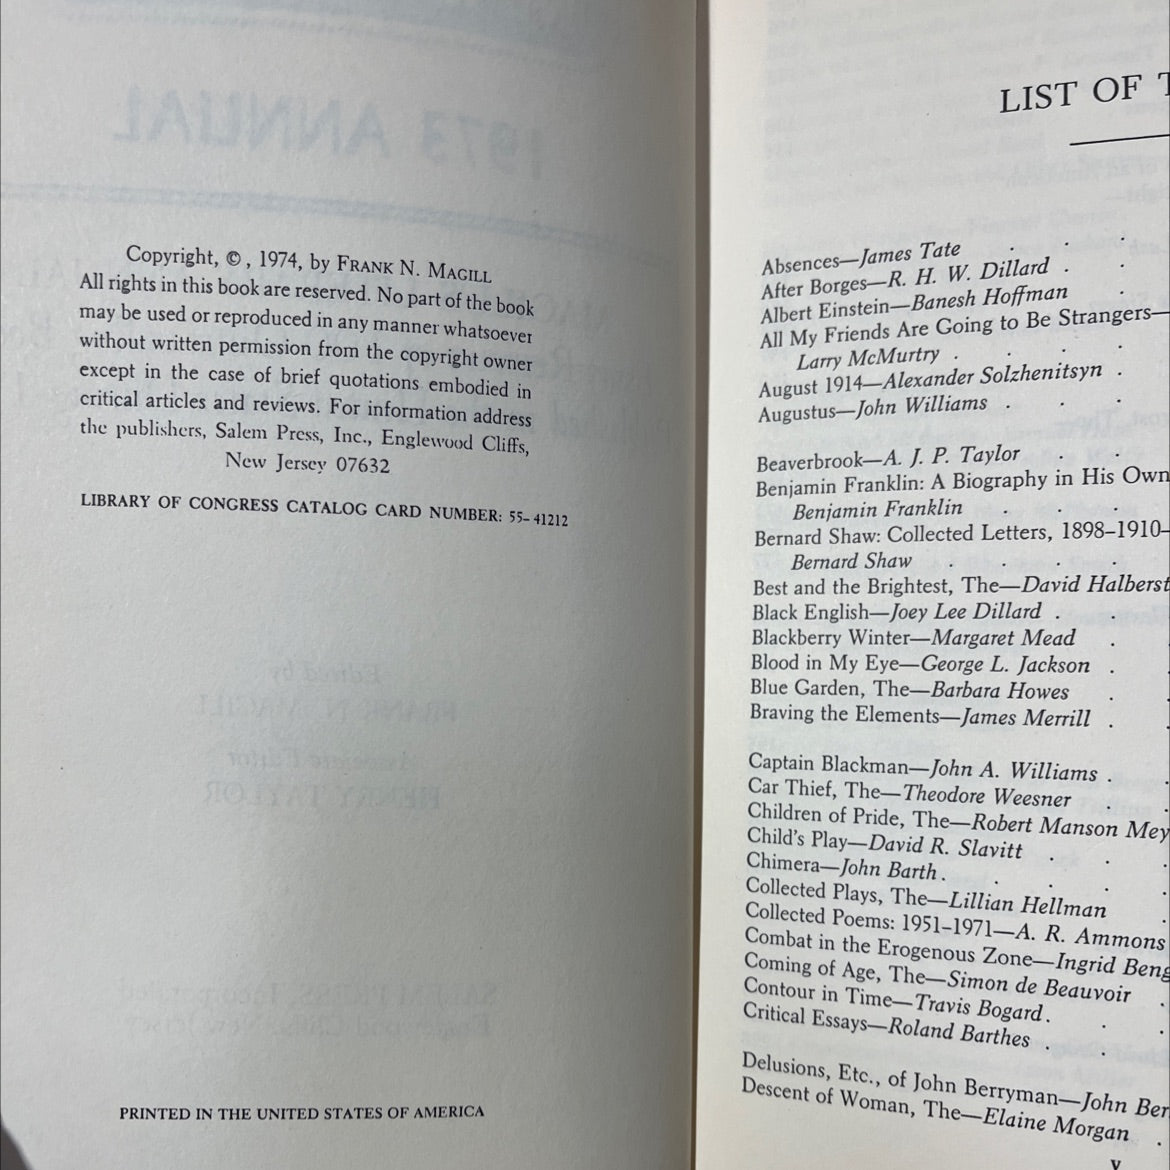 Copyright, ©, 1974, by FRANK N. MAGILL
All rights in this book are reserved. No part of the book
may be used or reproduced in any manner whatsoever
without written permission from the copyright owner
except in the case of brief quotations embodied in
critical articles and reviews. For information address
the publishers, Salem Press, Inc., Englewood Cliffs,
New Jersey 07632
LIBRARY OF CONGRESS CATALOG CARD NUMBER: 55-41212
PRINTED IN THE UNITED STATES OF AMERICA
LIST OF T
Absences—James Tate . . .
After Borges—R. H. W. Dillard . .
Albert Einstein—Banesh Hoffman .
All My Friends Are Going to Be Strangers—
Larry McMurtry . . . .
August 1914—Alexander Solzhenitsyn .
Augustus—John Williams . . .
Beaverbrook—A. J. P. Taylor . .
Benjamin Franklin: A Biography in His Own
Benjamin Franklin . . .
Bernard Shaw: Collected Letters, 1898–1910–
Bernard Shaw . . . .
Best and the Brightest, The—David Halberst
Black English—Joey Lee Dillard . .
Blackberry Winter—Margaret Mead .
Blood in My Eye—George L. Jackson .
Blue Garden, The—Barbara Howes .
Braving the Elements—James Merrill .
Captain Blackman—John A. Williams .
Car Thief, The—Theodore Weesner .
Children of Pride, The—Robert Manson Mey
Child's Play—David R. Slavitt . . .
Chimera—John Barth . . . . .
Collected Plays, The—Lillian Hellman .
Collected Poems: 1951–1971—A. R. Ammons
Combat in the Erogenous Zone—Ingrid Beng
Coming of Age, The—Simon de Beauvoir .
Contour in Time—Travis Bogard . . .
Critical Essays—Roland Barthes . .
Delusions, Etc., of John Berryman—John Ber
Descent of Woman, The—Elaine Morgan .
v